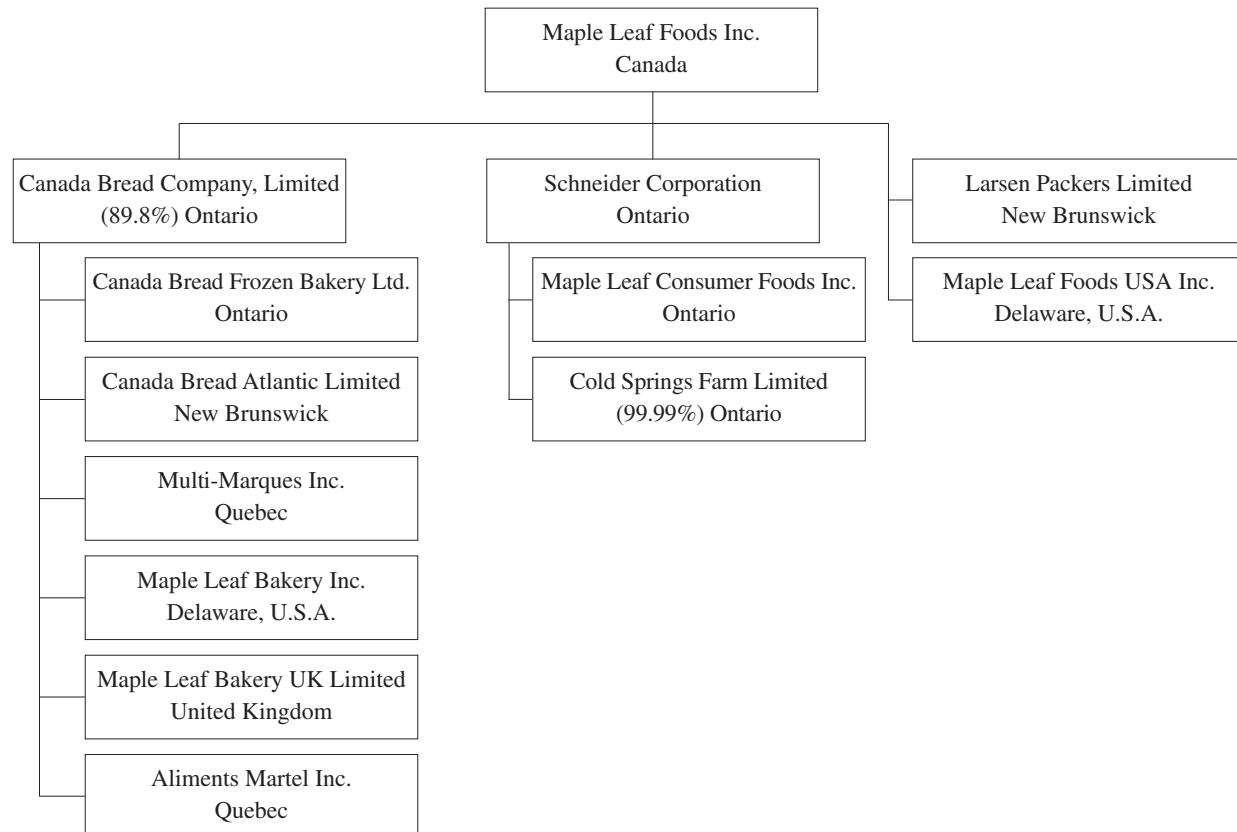 Maple Leaf Foods Inc.
Canada
Canada Bread Company, Limited
(89.8%) Ontario
Canada Bread Frozen Bakery Ltd.
Ontario
Canada Bread Atlantic Limited
New Brunswick
Multi-Marques Inc.
Quebec
Maple Leaf Bakery Inc.
Delaware, U.S.A.
Maple Leaf Bakery UK Limited
United Kingdom
Aliments Martel Inc.
Quebec
Schneider Corporation
Ontario
Maple Leaf Consumer Foods Inc.
Ontario
Cold Springs Farm Limited
(99.99%) Ontario
Larsen Packers Limited
New Brunswick
Maple Leaf Foods USA Inc.
Delaware, U.S.A.